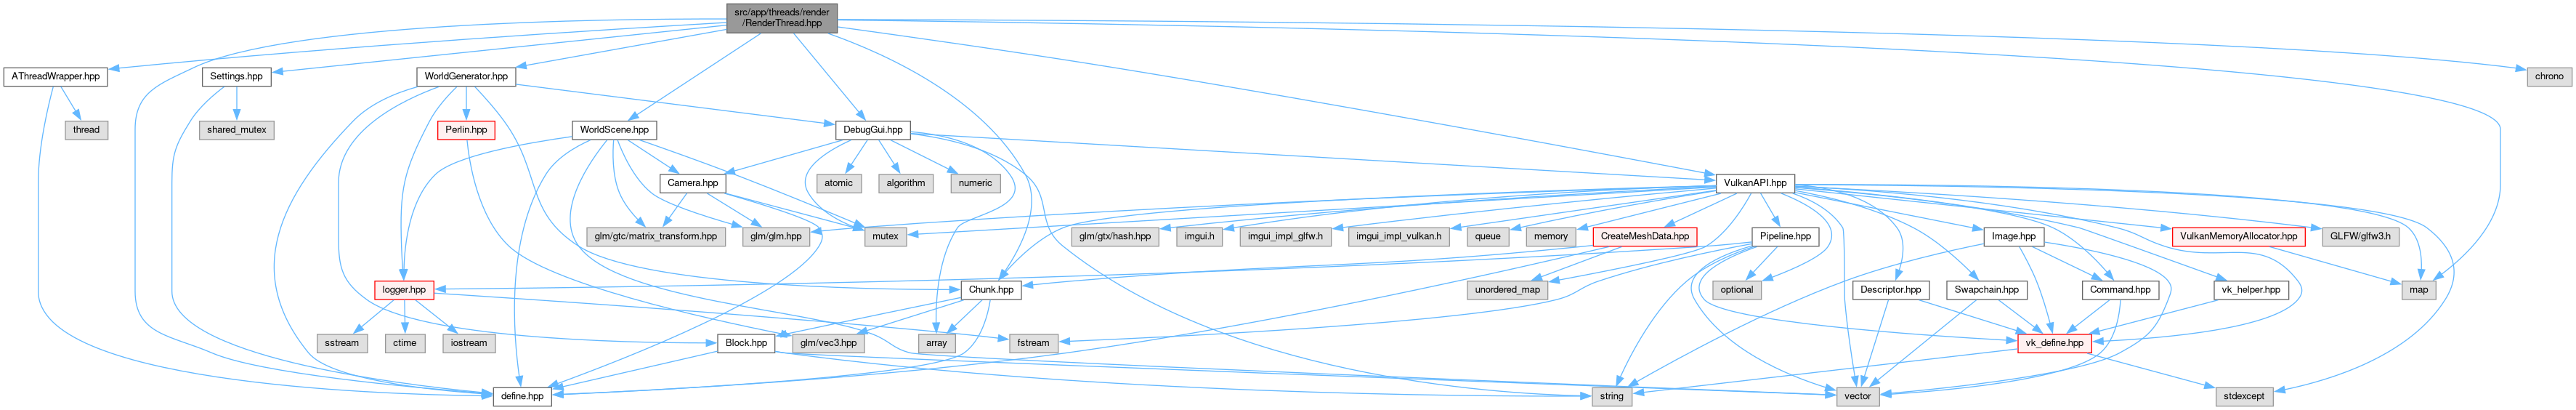 src/app/threads/render
/RenderThread.hpp
AThreadWrapper.hpp
Settings.hpp
WorldGenerator.hpp
chrono
thread
shared_mutex
Perlin.hpp
WorldScene.hpp
DebugGui.hpp
Camera.hpp
atomic
algorithm
numeric
VulkanAPI.hpp
glm/gtc/matrix_transform.hpp
glm/glm.hpp
mutex
glm/gtx/hash.hpp
imgui.h
imgui_impl_glfw.h
imgui_impl_vulkan.h
queue
memory
CreateMeshData.hpp
Pipeline.hpp
Image.hpp
VulkanMemoryAllocator.hpp
GLFW/glfw3.h
logger.hpp
Chunk.hpp
unordered_map
optional
Descriptor.hpp
Swapchain.hpp
Command.hpp
vk_helper.hpp
map
sstream
ctime
iostream
Block.hpp
glm/vec3.hpp
array
fstream
vk_define.hpp
define.hpp
string
vector
stdexcept